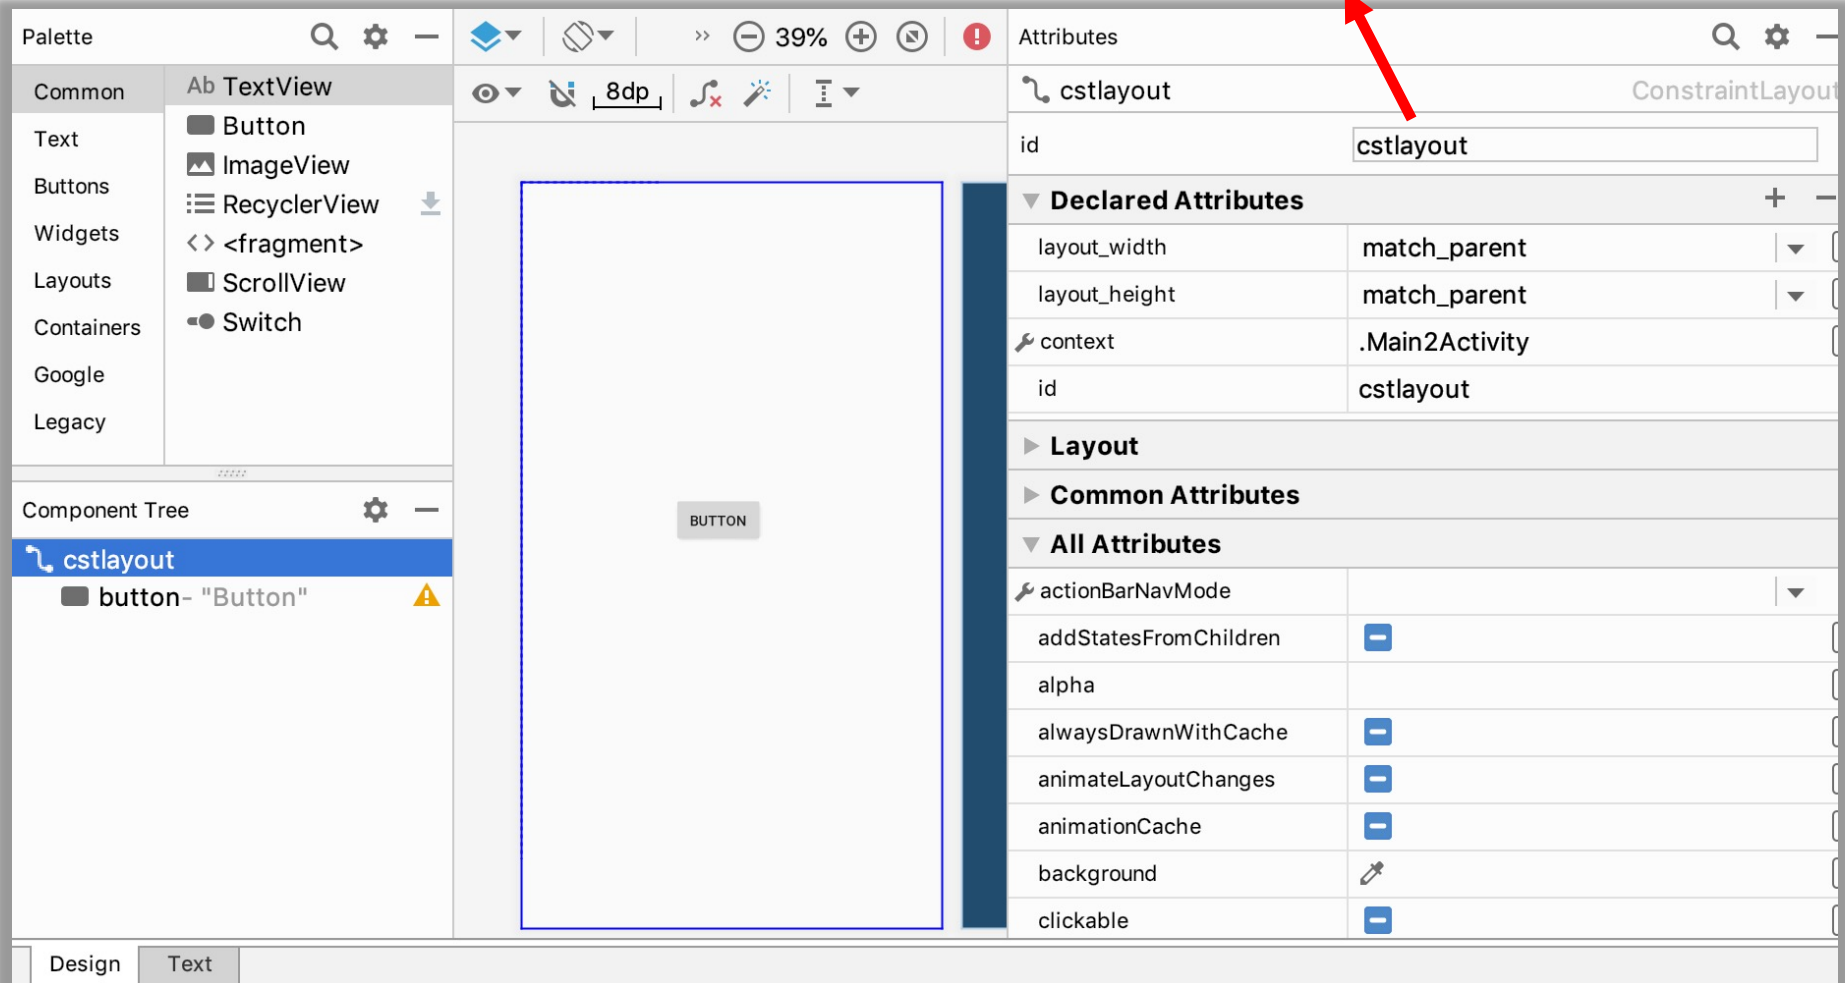 Palette
Common
Text
Buttons
Widgets
Layouts
Containers
Google
Legacy
Ab TextView
Button
ImageView
RecyclerView
<fragment>
ScrollView
Switch
Component Tree
cstlayout
button- "Button"
39%
8dp
BUTTON
Attributes
cstlayout ConstraintLayout
id cstlayout
Declared Attributes
layout_width match_parent
layout_height match_parent
context .Main2Activity
id cstlayout
Layout
Common Attributes
All Attributes
actionBarNavMode
addStatesFromChildren
alpha
alwaysDrawnWithCache
animateLayoutChanges
animationCache
background
clickable
Design Text